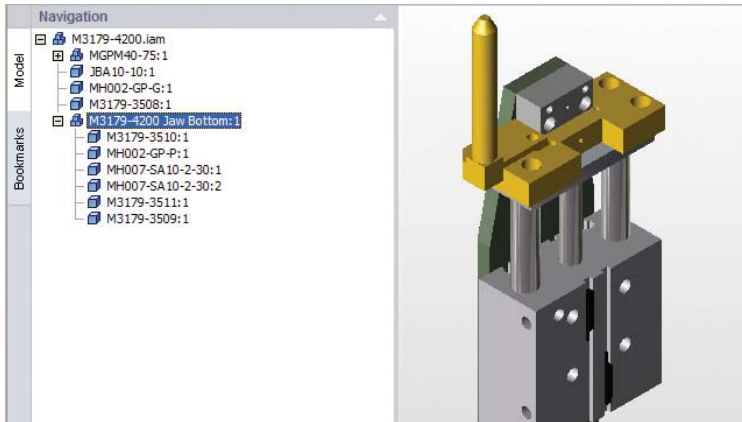 Navigation
Model
Bookmarks
M3179-4200.iam
MGPM40-75:1
JBA10-10:1
MH002-GP-G:1
M3179-3508:1
M3179-4200 Jaw Bottom:1
M3179-3510:1
MH002-GP-P:1
MH007-SA10-2-30:1
MH007-SA10-2-30:2
M3179-3511:1
M3179-3509:1